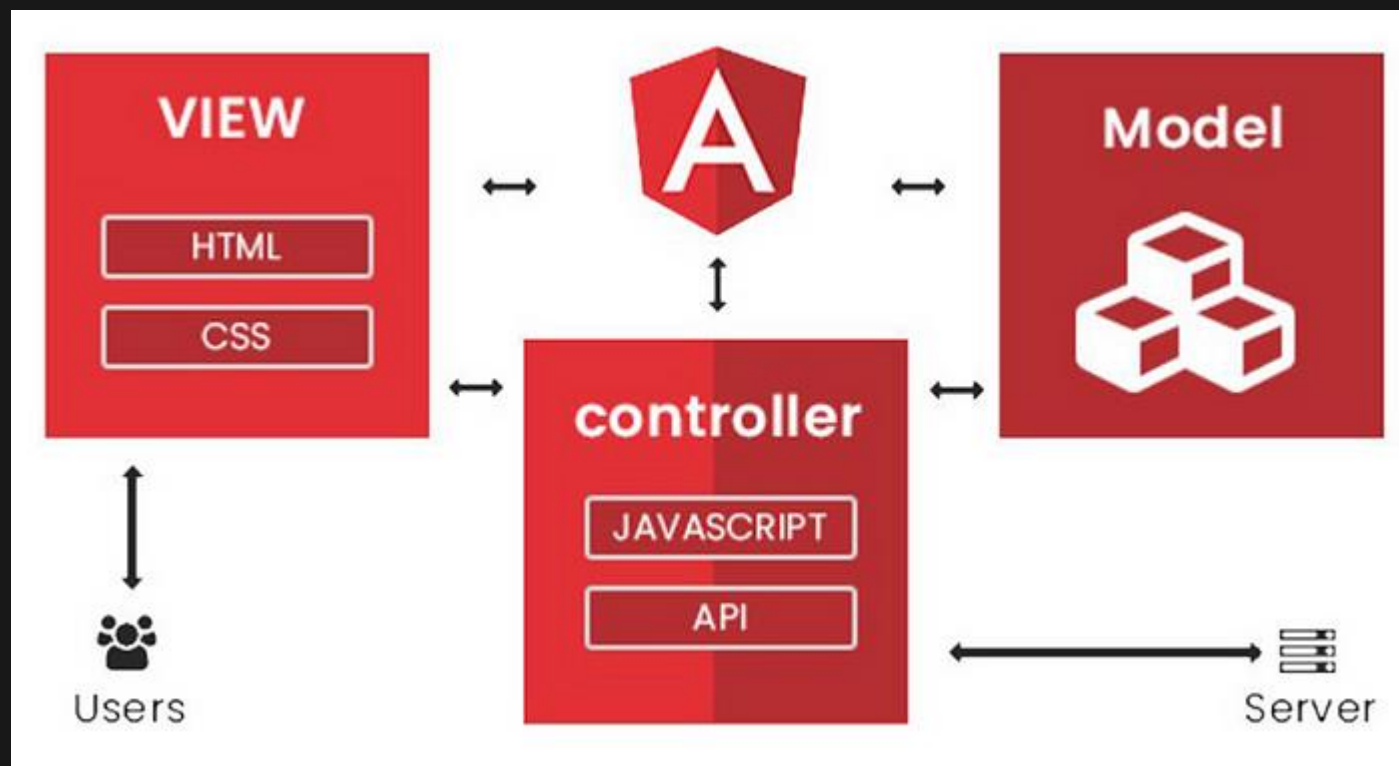 VIEW
HTML
CSS
A
Model
controller
JAVASCRIPT
API
Users
Server